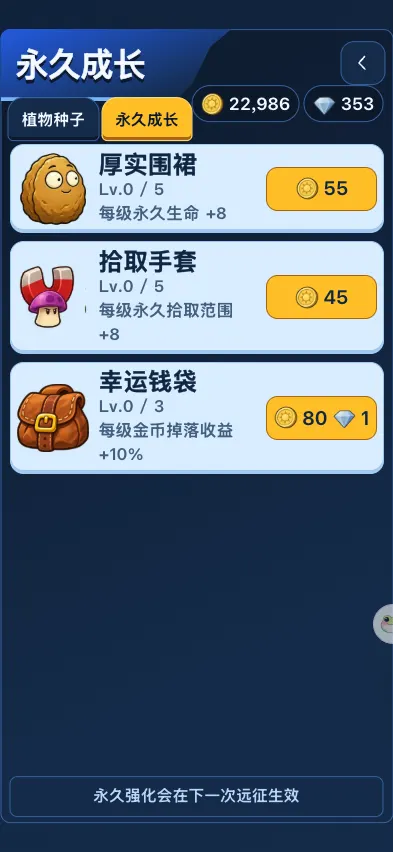 永久成长
22,986
353
植物种子
永久成长
厚实围裙
Lv.0 / 5
每级永久生命 +8
55
拾取手套
Lv.0 / 5
每级永久拾取范围
+8
45
幸运钱袋
Lv.0 / 3
每级金币掉落收益
+10%
80 1
永久强化会在下一次远征生效